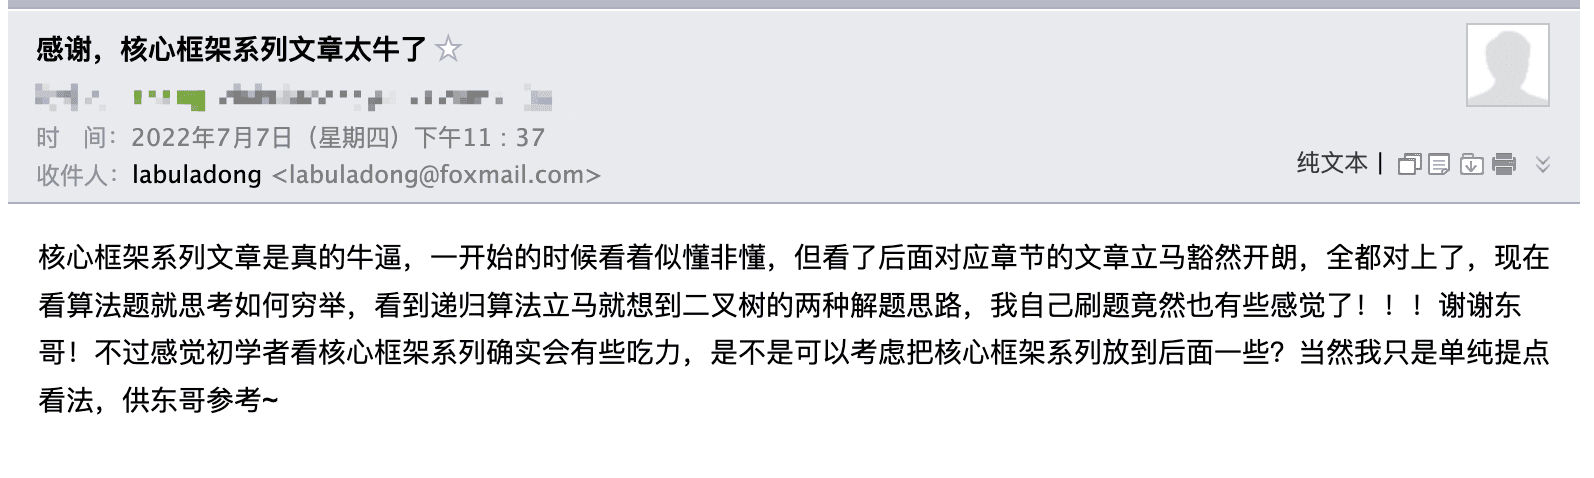 感谢，核心框架系列文章太牛了
时 间：2022年7月7日（星期四）下午11：37
收件人：labuladong <labuladong@foxmail.com>
纯文本 |
核心框架系列文章是真的牛逼，一开始的时候看着似懂非懂，但看了后面对应章节的文章立马豁然开朗，全都对上了，现在
看算法题就思考如何穷举，看到递归算法立马就想到二叉树的两种解题思路，我自己刷题竟然也有些感觉了！！！谢谢东
哥！不过感觉初学者看核心框架系列确实会有些吃力，是不是可以考虑把核心框架系列放到后面一些？当然我只是单纯提点
看法，供东哥参考~